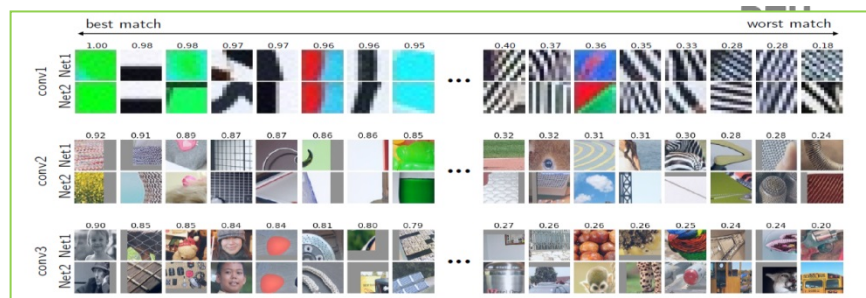 best match worst match
1.00 0.98 0.98 0.97 0.97 0.96 0.96 0.95 0.40 0.37 0.36 0.35 0.33 0.28 0.28 0.18
conv1
Net1
Net2
...
0.92 0.91 0.89 0.87 0.87 0.86 0.86 0.85 0.32 0.32 0.31 0.31 0.30 0.28 0.28 0.24
conv2
Net1
Net2
...
0.90 0.85 0.85 0.84 0.84 0.81 0.80 0.79 0.27 0.26 0.26 0.26 0.25 0.24 0.24 0.20
conv3
Net1
Net2
...